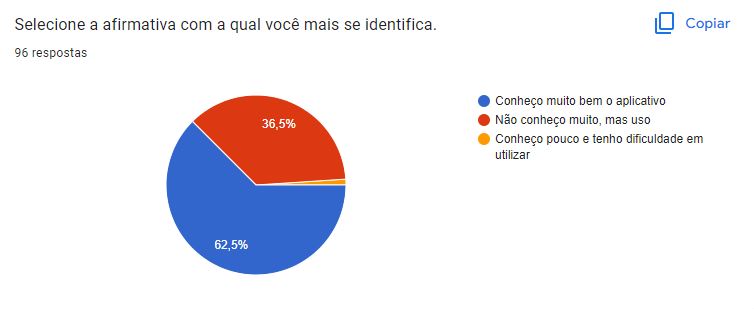 Selecione a afirmativa com a qual você mais se identifica.
Copiar
96 respostas
36,5%
62,5%
Conheço muito bem o aplicativo
Não conheço muito, mas uso
Conheço pouco e tenho dificuldade em
utilizar